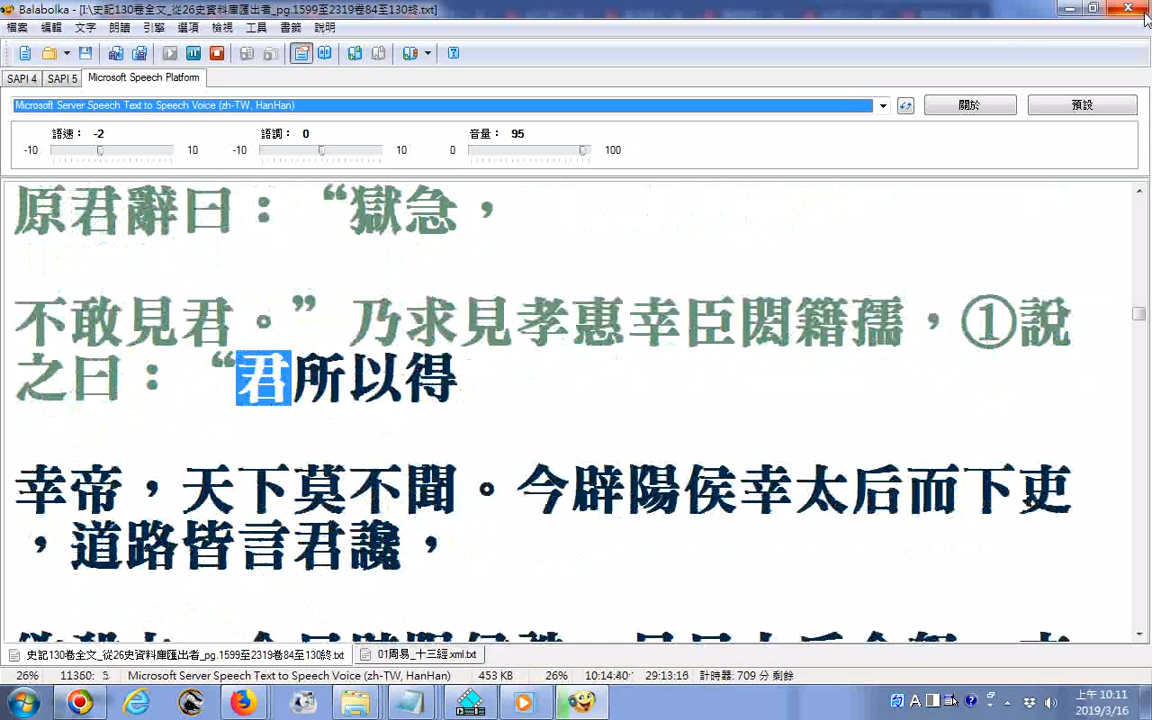 Balabolka - [I:\史記130卷全文_從26史資料庫匯出者_pg.1599至2319卷84至130終.txt]
檔案 編輯 文字 朗讀 引擎 選項 檢視 工具 書籤 說明
SAPI 4 SAPI 5 Microsoft Speech Platform
Microsoft Server Speech Text to Speech Voice (zh-TW, HanHan) 關於 預設
語速： -2 語調： 0 音量： 95
-10 10 -10 10 0 100
原君辭曰：“獄急，
不敢見君。”乃求見孝惠幸臣閎籍孺，①說
之曰：“君所以得
幸帝，天下莫不聞。今辟陽侯幸太后而下吏
，道路皆言君讒，
史記130卷全文_從26史資料庫匯出者_pg.1599至2319卷84至130終.txt 01周易_十三經.xml.txt
26% 11360: Microsoft Server Speech Text to Speech Voice (zh-TW, HanHan) 453 KB 26% 10:14:40 29:13:16 計時器: 709 分 剩餘
上午 10:11
2019/3/16